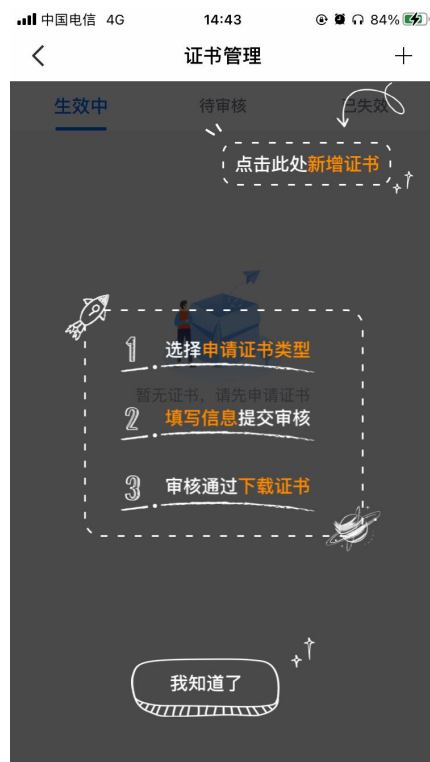 中国电信 4G 14:43 84%
证书管理
生效中 待审核 已失效
点击此处新增证书
1 选择申请证书类型
暂无证书，请先申请证书
2 填写信息提交审核
3 审核通过下载证书
我知道了